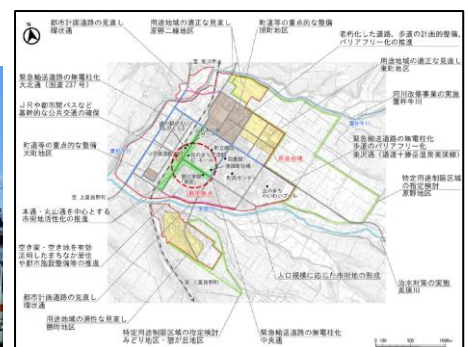 都市計画道路の見直し
環状通
用途地域の適正な見直し
原野二線地区
町道等の重点的な整備
扇町地区
老朽化した道路、歩道の計画的整備、
バリアフリー化の推進
用途地域の適正な見直し
東町地区
緊急輸送道路の無電柱化
大北通（国道237号）
河川改修事業の実施
置杵牛川
JRや都市間バスなど
基幹的な公共交通の確保
緊急輸送道路の無電柱化
歩道のバリアフリー化
美沢通（道道十勝岳温泉美瑛線）
町道等の重点的な整備
大町地区
特定用途制限区域
の指定検討
原野地区
本通・丸山通を中心とする
市街地活性化の推進
空き家・空き地を有効
活用したまちなか居住
や都市施設整備等の推進
人口規模に応じた市街地の形成
治水対策の実施
美瑛川
都市計画道路の見直し
環状通
用途地域の適性な見直し
憩町地区
特定用途制限区域の指定検討
みどり地区・憩が丘地区
緊急輸送道路の無電柱化
中央通